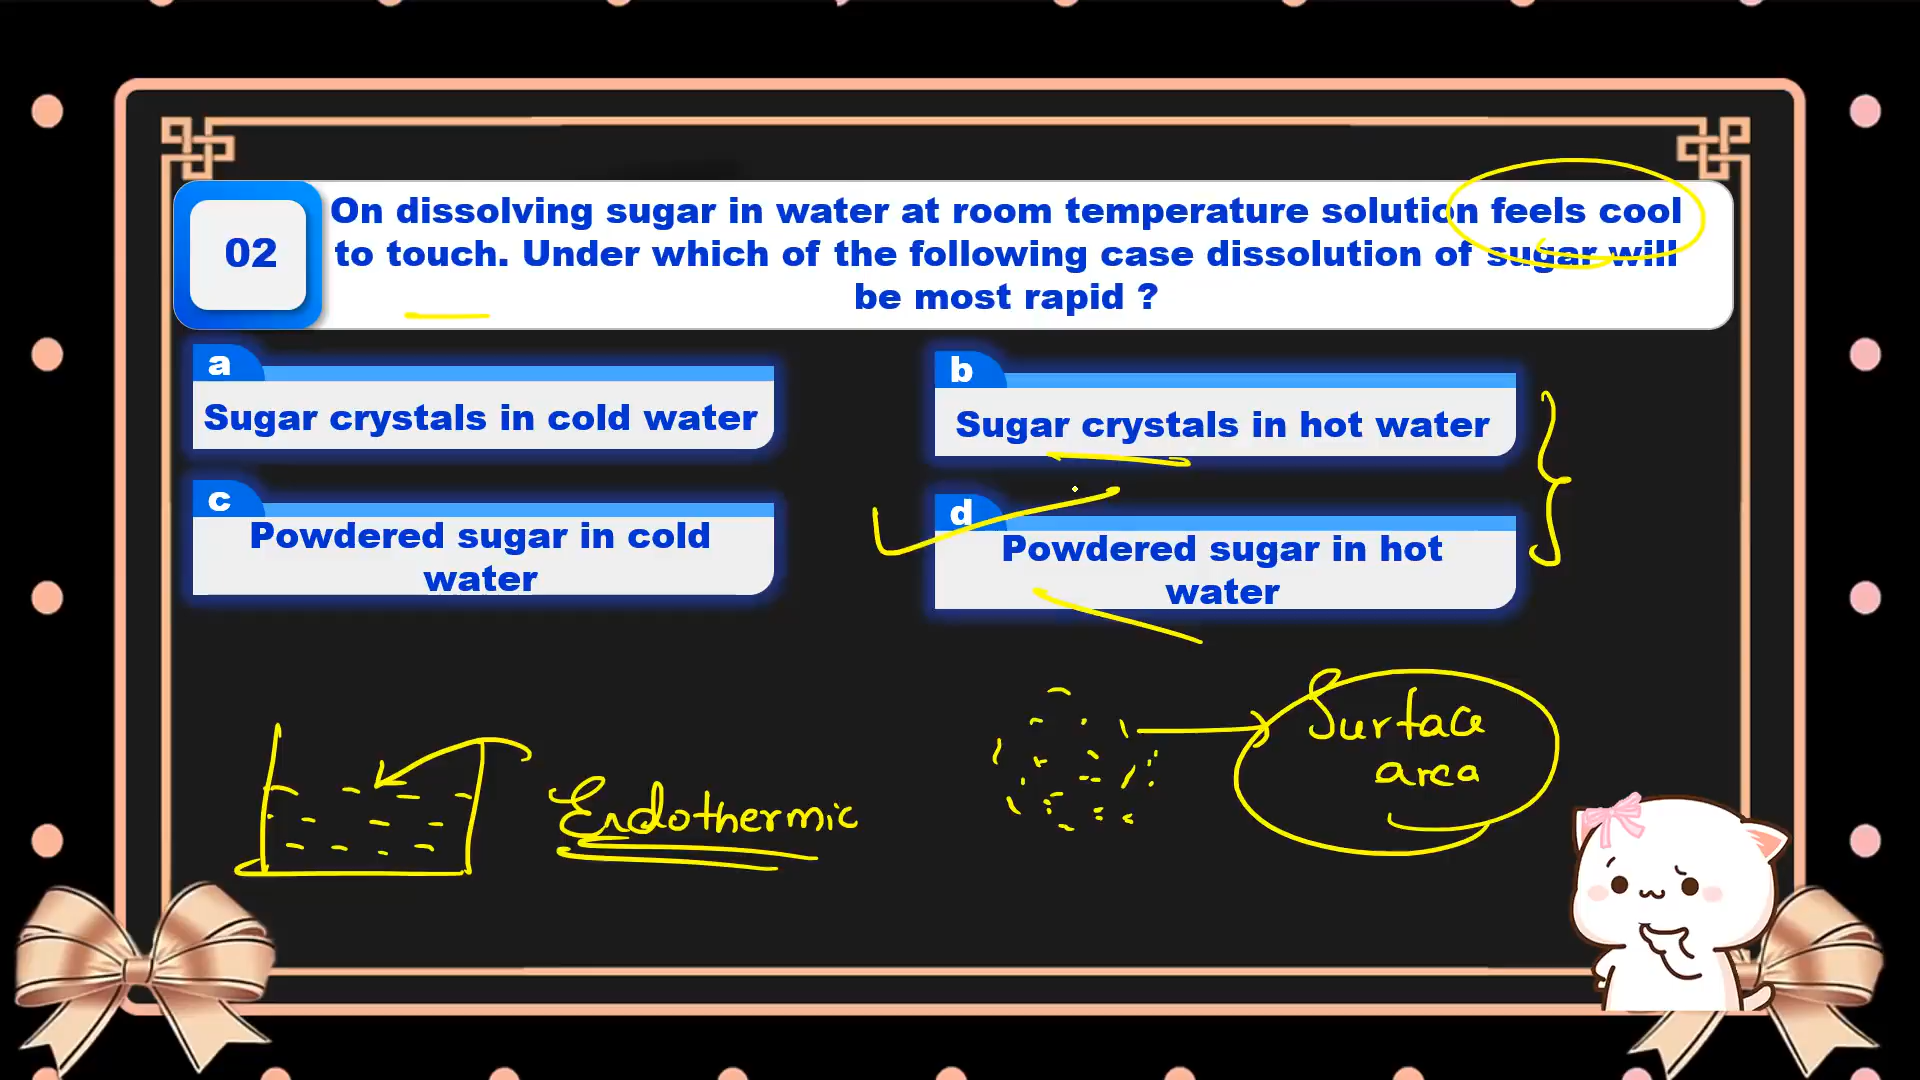 02
On dissolving sugar in water at room temperature solution feels cool
to touch. Under which of the following case dissolution of sugar will
be most rapid ?
a
Sugar crystals in cold water
b
Sugar crystals in hot water
c
Powdered sugar in cold
water
d
Powdered sugar in hot
water
Endothermic
Surface
area